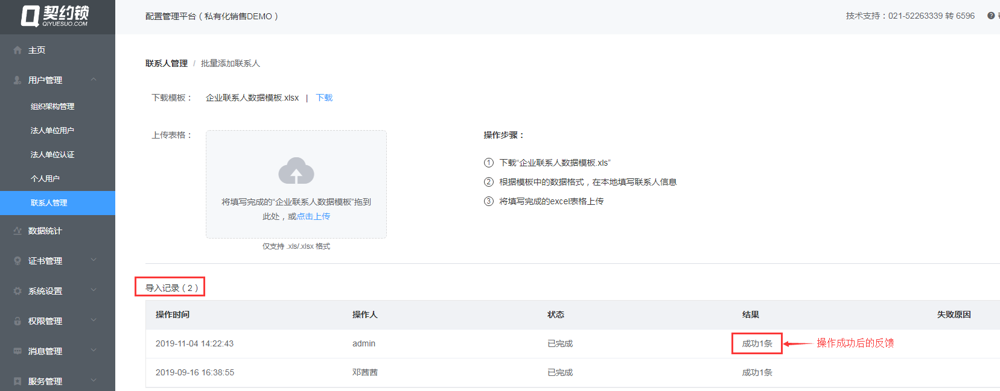 契约锁
QIYUESUO.COM
配置管理平台（私有化销售DEMO）
技术支持：021-52263339 转 6596
主页
用户管理
组织架构管理
法人单位用户
法人单位认证
个人用户
联系人管理
数据统计
证书管理
系统设置
权限管理
消息管理
服务管理
联系人管理 / 批量添加联系人
下载模板： 企业联系人数据模板.xlsx | 下载
上传表格：
将填写完成的“企业联系人数据模板”拖到
此处，或点击上传
仅支持 .xls/.xlsx 格式
操作步骤：
① 下载“企业联系人数据模板.xls”
② 根据模板中的数据格式，在本地填写联系人信息
③ 将填写完成的excel表格上传
导入记录（2）
操作时间 操作人 状态 结果 失败原因
2019-11-04 14:22:43 admin 已完成 成功1条 操作成功后的反馈
2019-09-16 16:38:55 邓茜茜 已完成 成功1条